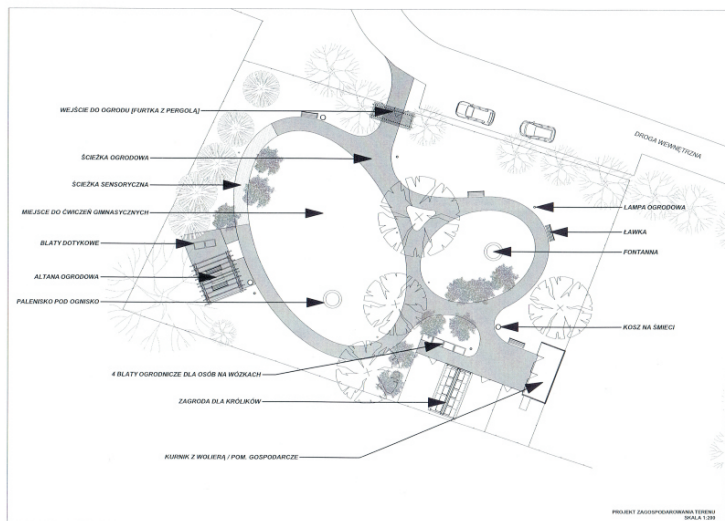 WEJŚCIE DO OGRODU [FURTKA Z PERGOLĄ]
ŚCIEŻKA OGRODOWA
ŚCIEŻKA SENSORYCZNA
MIEJSCE DO ĆWICZEŃ GIMNASYCZNYCH
BLATY DOTYKOWE
ALTANA OGRODOWA
PALENISKO POD OGNISKO
4 BLATY OGRODNICZE DLA OSÓB NA WÓZKACH
ZAGRODA DLA KRÓLIKÓW
KURNIK Z WOLIERĄ / POM. GOSPODARCZE
DROGA WEWNĘTRZNA
LAMPA OGRODOWA
ŁAWKA
FONTANNA
KOSZ NA ŚMIECI
PROJEKT ZAGOSPODAROWANIA TERENU
SKALA 1:200